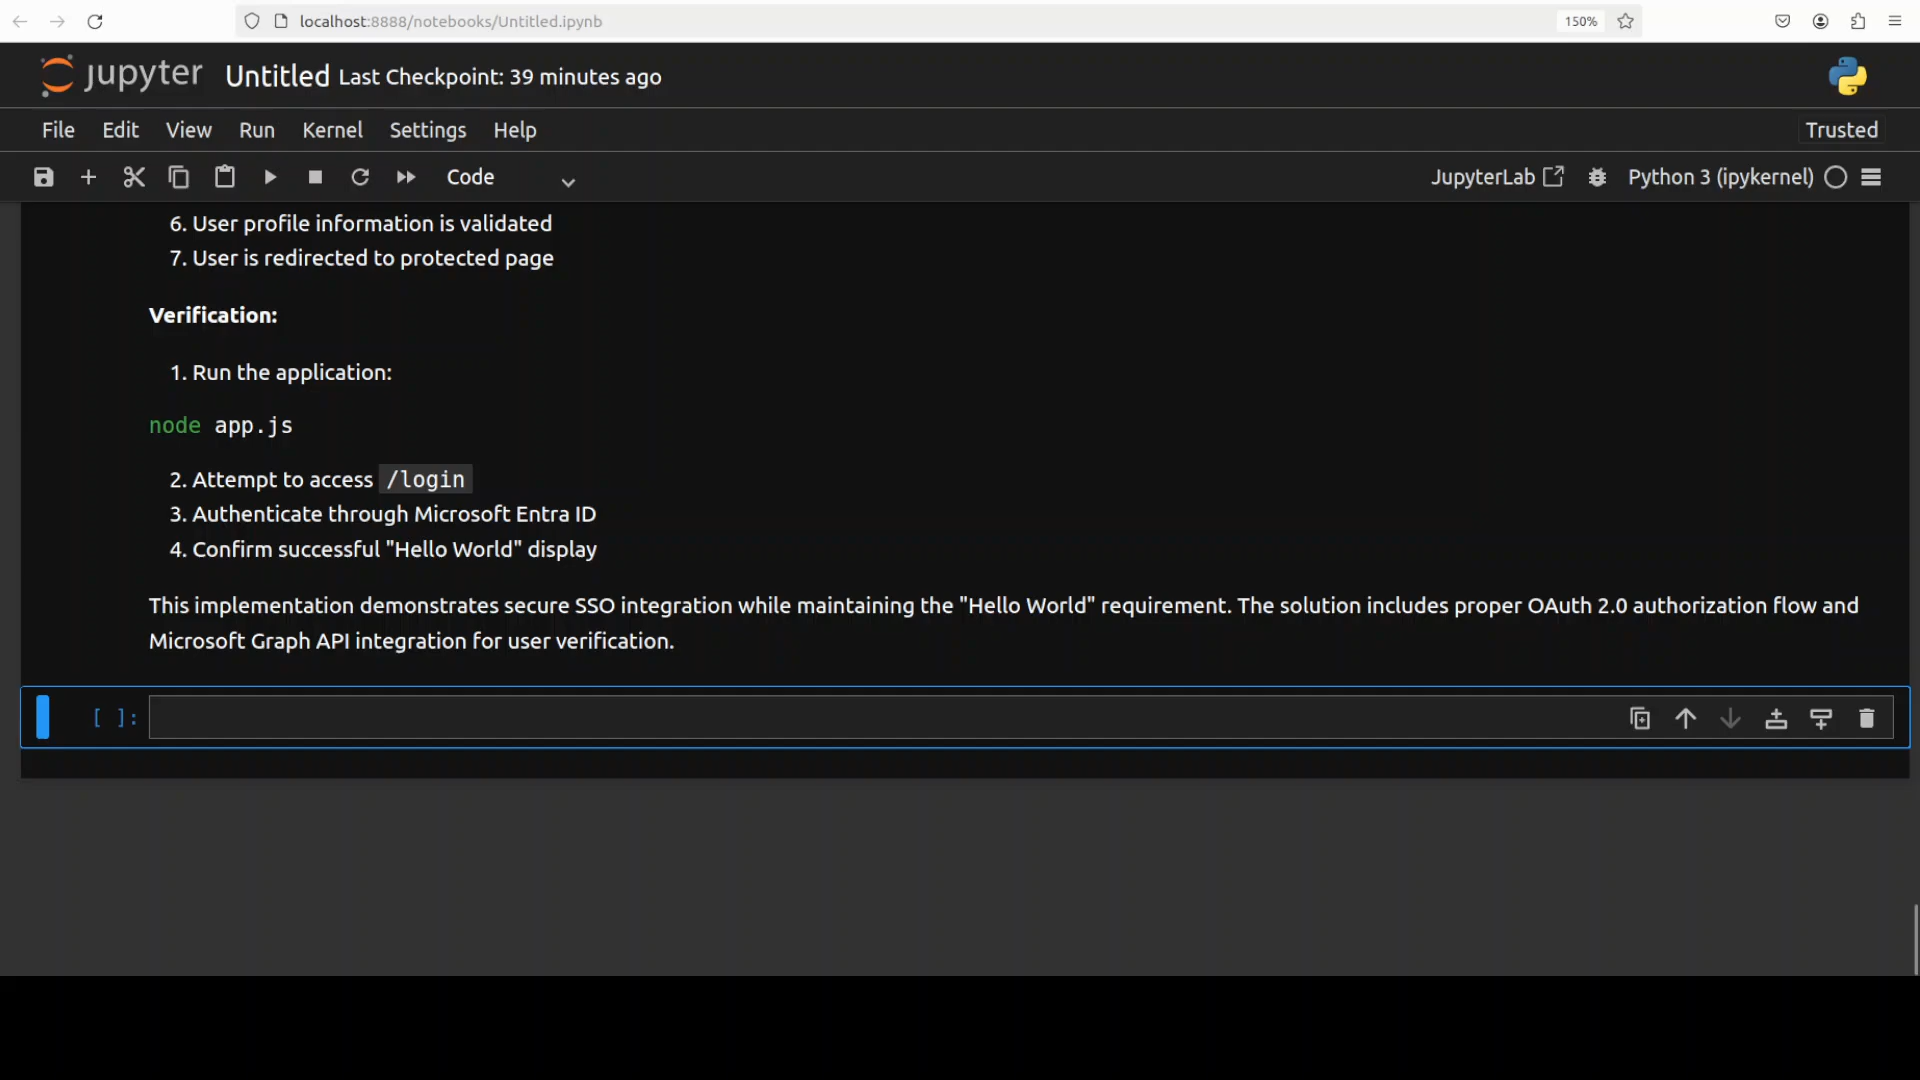 localhost:8888/notebooks/Untitled.ipynb
150%
jupyter Untitled Last Checkpoint: 39 minutes ago
File Edit View Run Kernel Settings Help Trusted
Code JupyterLab Python 3 (ipykernel)
6. User profile information is validated
7. User is redirected to protected page
Verification:
1. Run the application:
node app.js
2. Attempt to access /login
3. Authenticate through Microsoft Entra ID
4. Confirm successful "Hello World" display
This implementation demonstrates secure SSO integration while maintaining the "Hello World" requirement. The solution includes proper OAuth 2.0 authorization flow and
Microsoft Graph API integration for user verification.
[ ]: